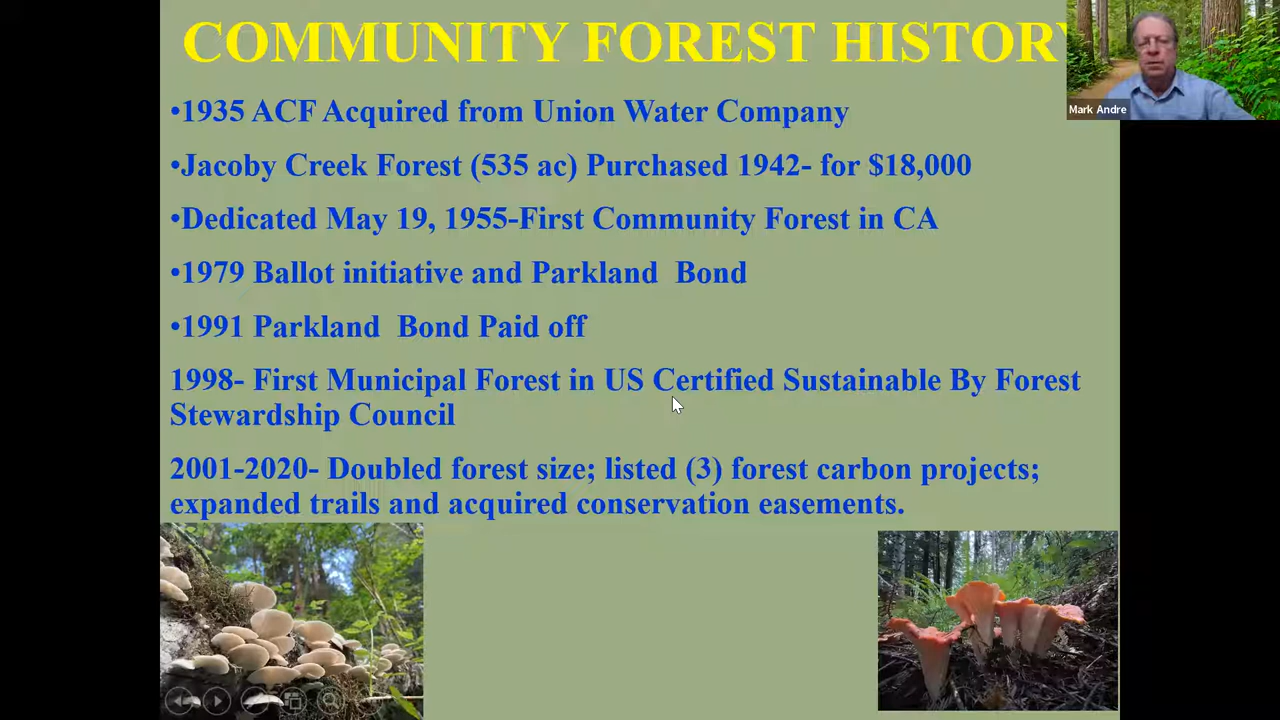 COMMUNITY FOREST HISTORY
Mark Andre
•1935 ACF Acquired from Union Water Company
•Jacoby Creek Forest (535 ac) Purchased 1942- for $18,000
•Dedicated May 19, 1955-First Community Forest in CA
•1979 Ballot initiative and Parkland  Bond
•1991 Parkland  Bond Paid off
1998- First Municipal Forest in US Certified Sustainable By Forest
Stewardship Council
2001-2020- Doubled forest size; listed (3) forest carbon projects;
expanded trails and acquired conservation easements.